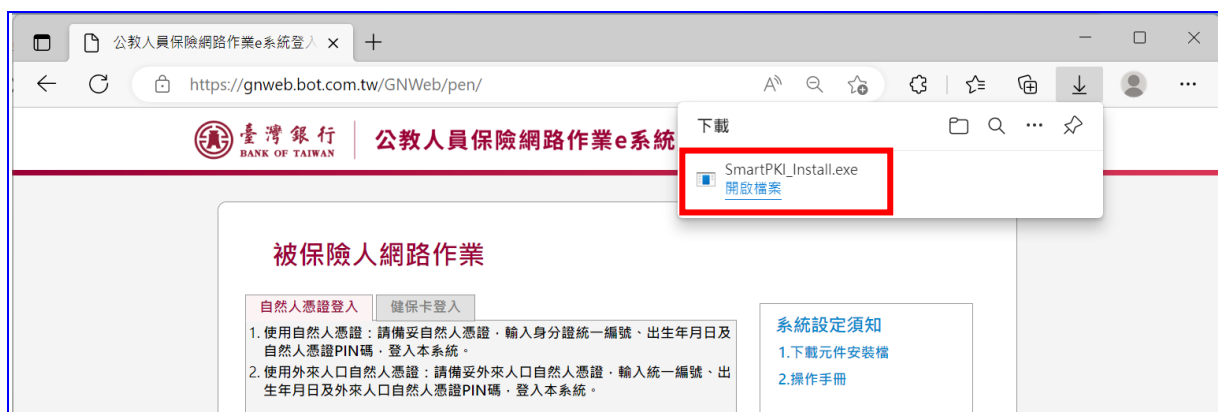 公教人員保險網路作業e系統登入
https://gnweb.bot.com.tw/GNWeb/pen/
臺灣銀行
BANK OF TAIWAN
公教人員保險網路作業e系統
下載
SmartPKI_Install.exe
開啟檔案
被保險人網路作業
自然人憑證登入
健保卡登入
1. 使用自然人憑證：請備妥自然人憑證，輸入身分證統一編號、出生年月日及
自然人憑證PIN碼，登入本系統。
2. 使用外來人口自然人憑證：請備妥外來人口自然人憑證，輸入統一編號、出
生年月日及外來人口自然人憑證PIN碼，登入本系統。
系統設定須知
1.下載元件安裝檔
2.操作手冊